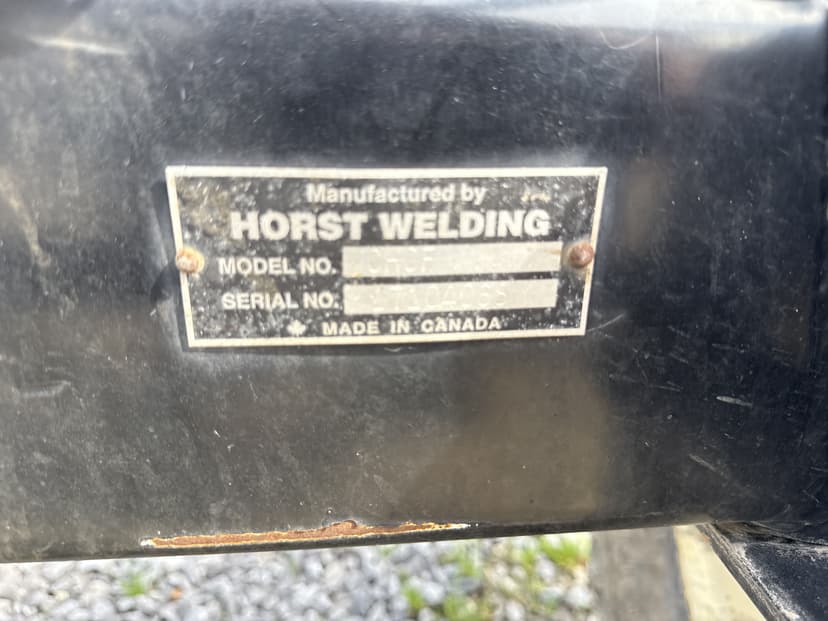 Manufactured by
HORST WELDING
MODEL NO.
SERIAL NO.
MADE IN CANADA